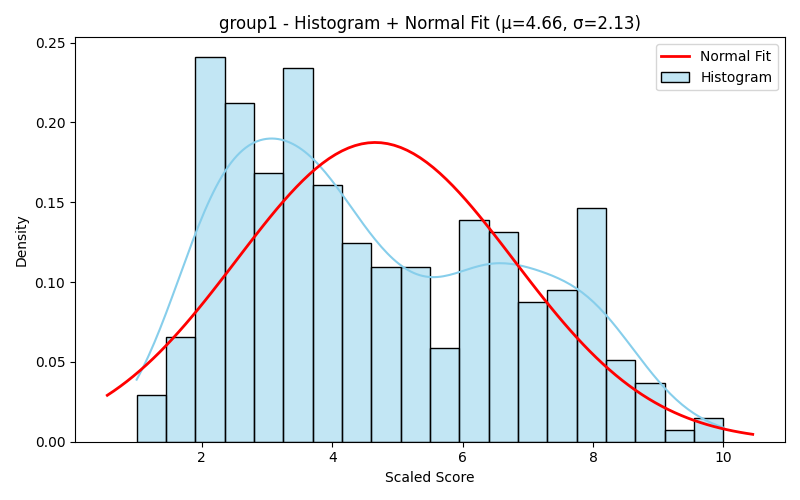 group1 - Histogram + Normal Fit (μ=4.66, σ=2.13)
Normal Fit
Histogram
0.25
0.20
0.15
0.10
0.05
0.00
Density
2
4
6
8
10
Scaled Score